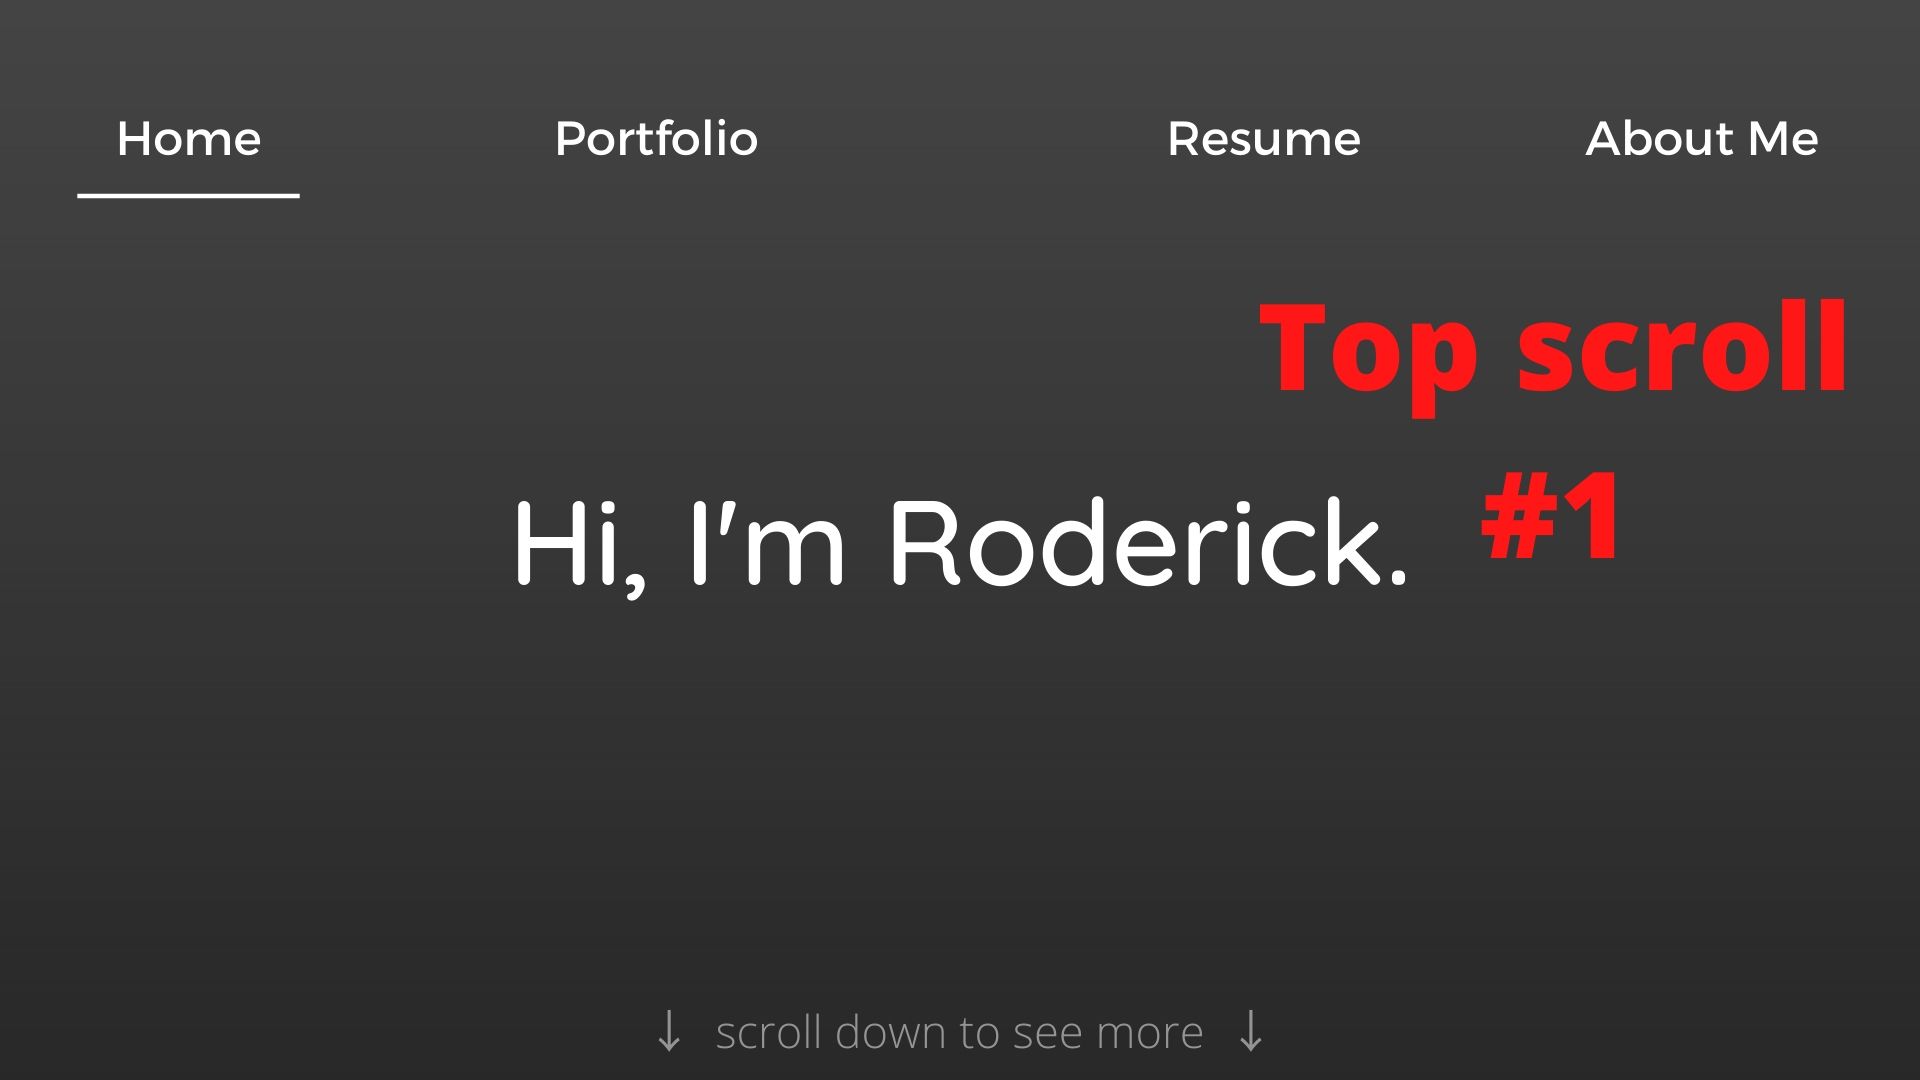 Home Portfolio Resume About Me
Top scroll
#1
Hi, I'm Roderick.
↓ scroll down to see more ↓